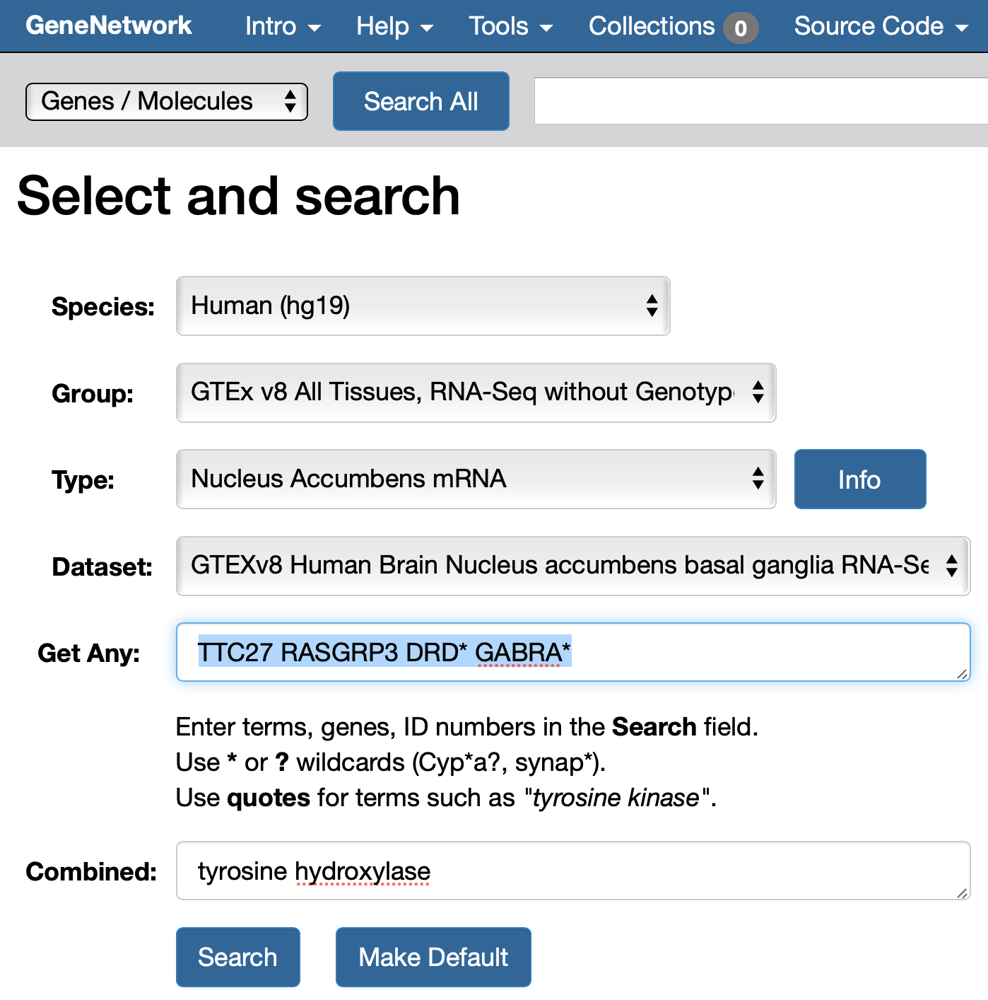 GeneNetwork Intro Help Tools Collections 0 Source Code
Genes / Molecules Search All
Select and search
Species: Human (hg19)
Group: GTEx v8 All Tissues, RNA-Seq without Genotyp
Type: Nucleus Accumbens mRNA Info
Dataset: GTEXv8 Human Brain Nucleus accumbens basal ganglia RNA-Se
Get Any: TTC27 RASGRP3 DRD* GABRA*
Enter terms, genes, ID numbers in the Search field.
Use * or ? wildcards (Cyp*a?, synap*).
Use quotes for terms such as "tyrosine kinase".
Combined: tyrosine hydroxylase
Search Make Default